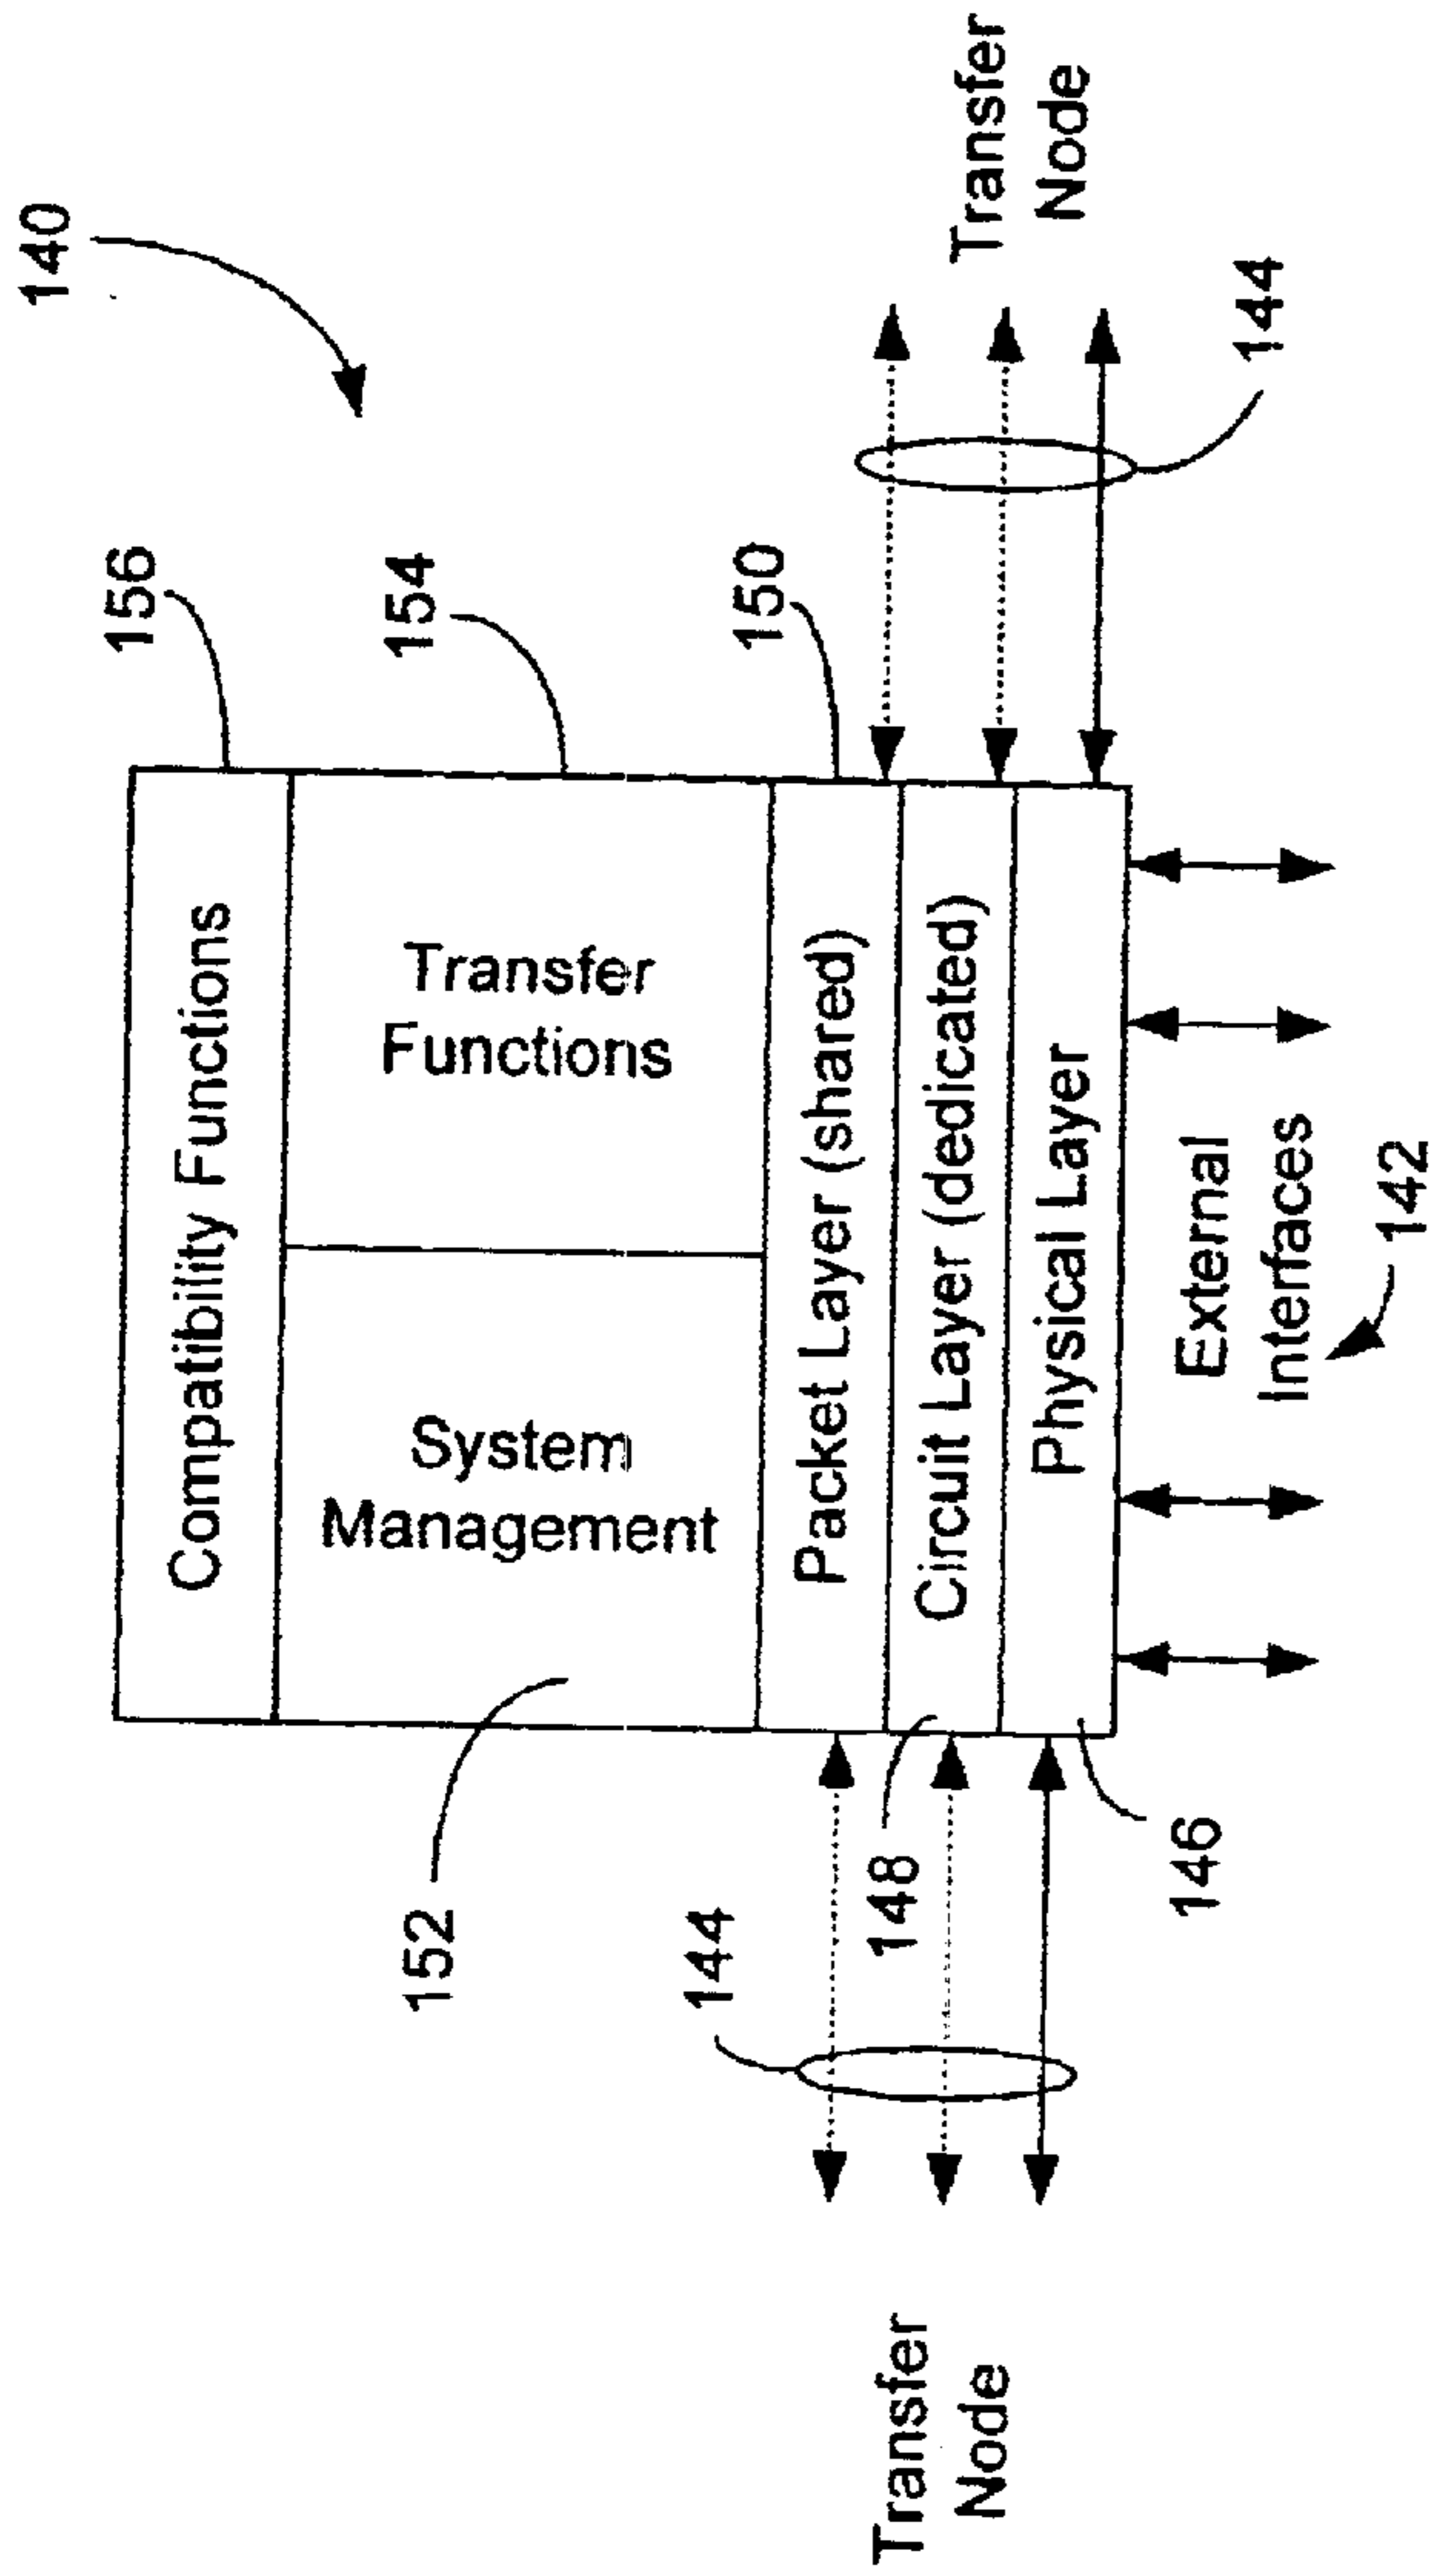 140
156
154
150
Compatibility Functions
System
Management
Transfer
Functions
Packet Layer (shared)
Circuit Layer (dedicated)
Physical Layer
152
144
148
146
Transfer
Node
Transfer
Node
144
External
Interfaces
142